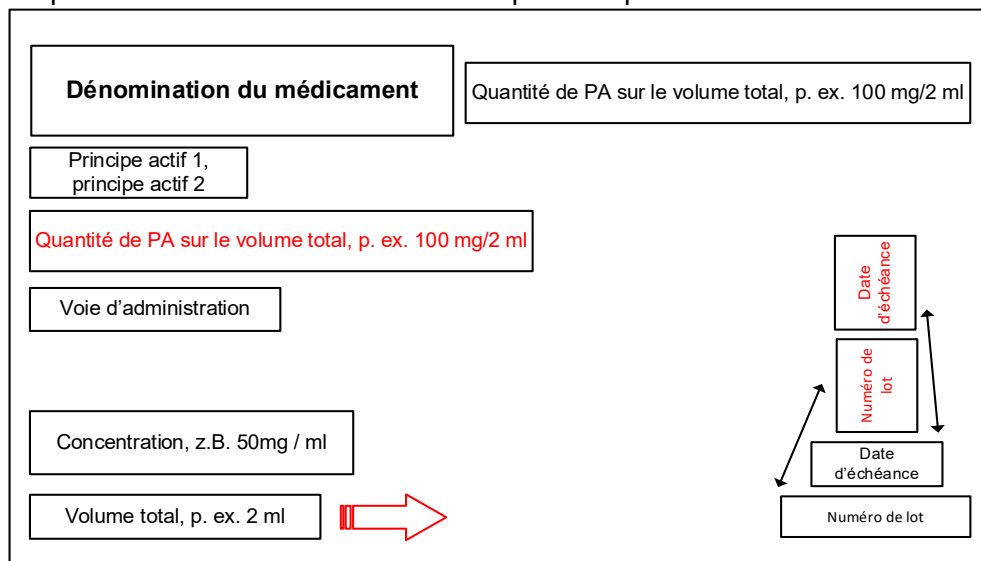 Dénomination du médicament
Quantité de PA sur le volume total, p. ex. 100 mg/2 ml
Principe actif 1,
principe actif 2
Quantité de PA sur le volume total, p. ex. 100 mg/2 ml
Voie d'administration
Date
d'échéance
Numéro de
lot
Concentration, z.B. 50mg / ml
Date
d'échéance
Volume total, p. ex. 2 ml
Numéro de lot